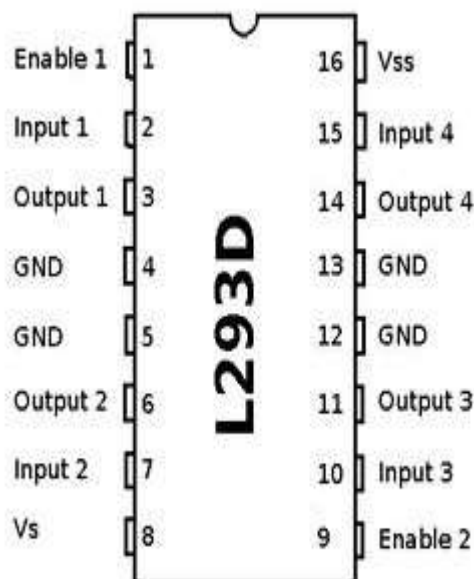 Enable 1 1 16 Vss
Input 1 2 15 Input 4
Output 1 3 14 Output 4
GND 4 13 GND
GND 5 12 GND
Output 2 6 11 Output 3
Input 2 7 10 Input 3
Vs 8 9 Enable 2
L293D